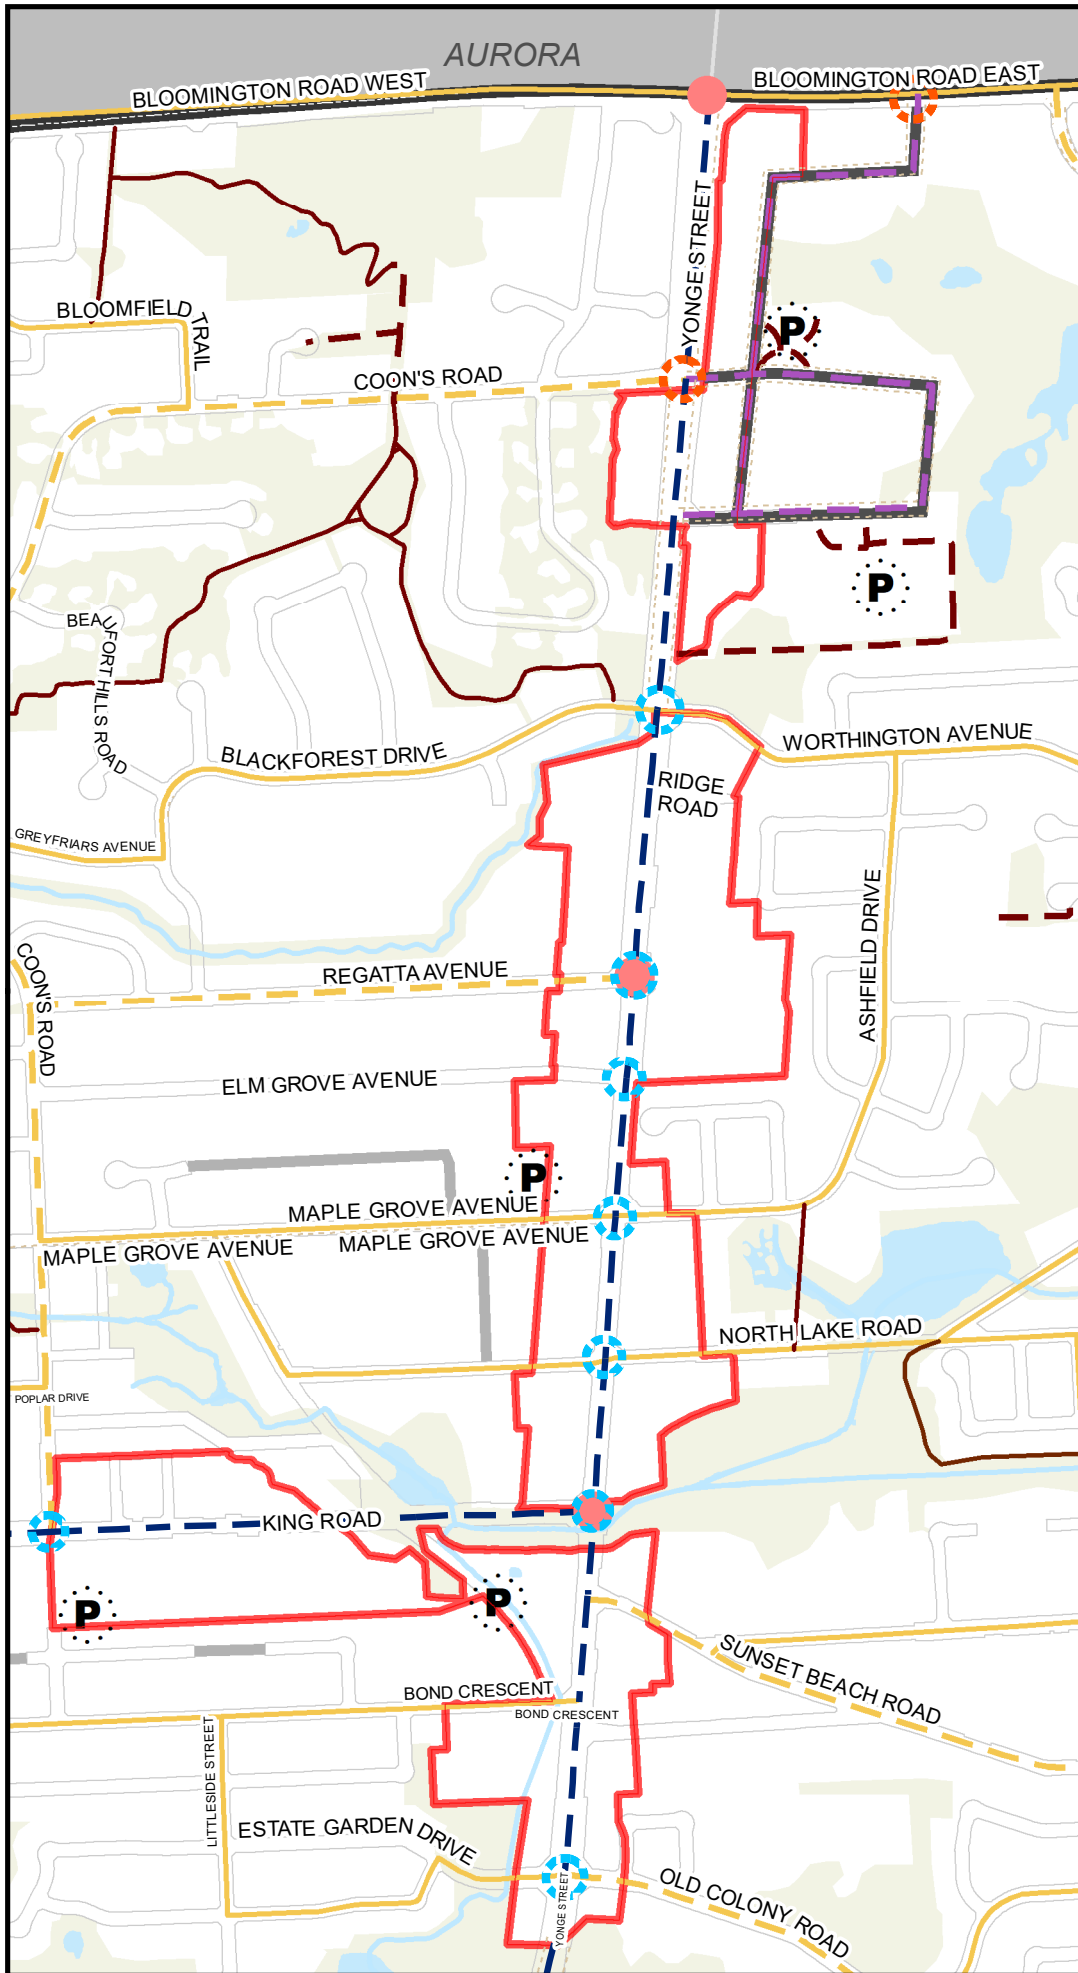 AURORA
BLOOMINGTON ROAD WEST
BLOOMINGTON ROAD EAST
YONGE STREET
BLOOMFIELD TRAIL
P
COON'S ROAD
P
BEAUFORT HILLS ROAD
BLACKFOREST DRIVE
WORTHINGTON AVENUE
RIDGE
ROAD
GREYFRIARS AVENUE
ASHFIELD DRIVE
COON'S ROAD
REGATTA AVENUE
ELM GROVE AVENUE
P
MAPLE GROVE AVENUE
MAPLE GROVE AVENUE
MAPLE GROVE AVENUE
NORTH LAKE ROAD
POPLAR DRIVE
KING ROAD
P
P
SUNSET BEACH ROAD
BOND CRESCENT
BOND CRESCENT
LITTLESIDE STREET
ESTATE GARDEN DRIVE
OLD COLONY ROAD
YONGE STREET